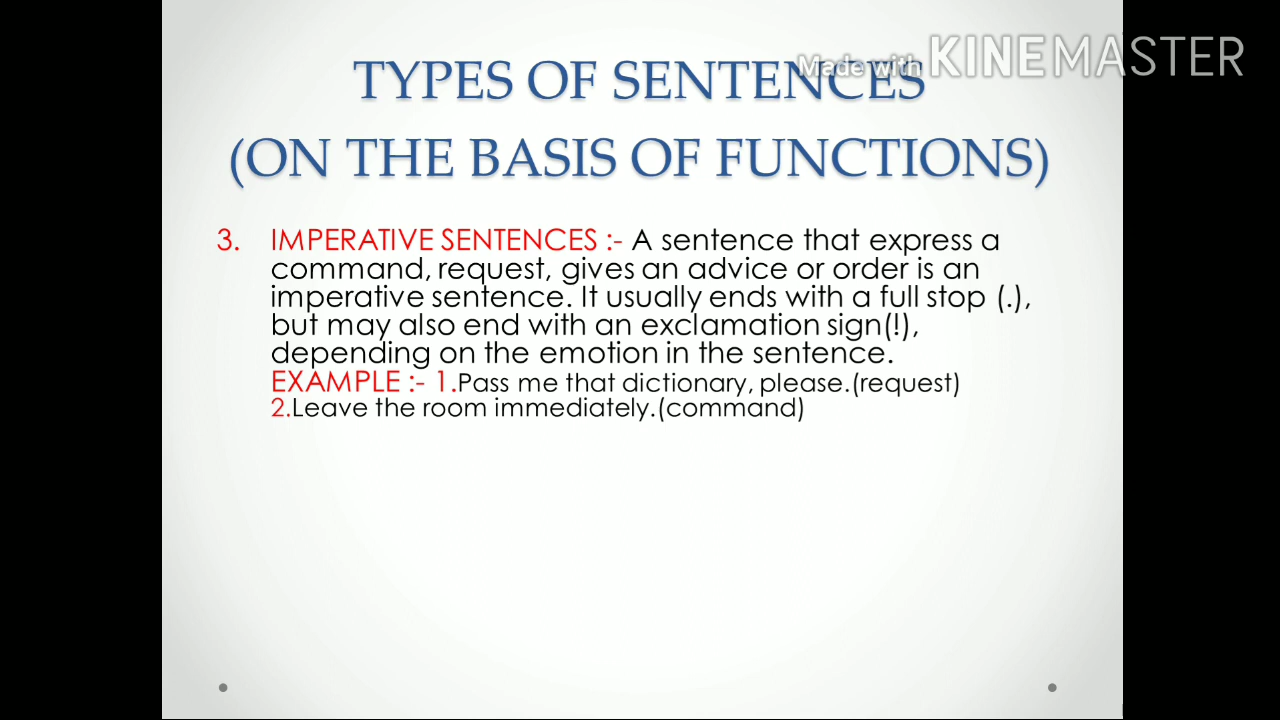 Made with KINEMASTER
TYPES OF SENTENCES
(ON THE BASIS OF FUNCTIONS)
3. IMPERATIVE SENTENCES :- A sentence that express a
command, request, gives an advice or order is an
imperative sentence. It usually ends with a full stop (.),
but may also end with an exclamation sign(!),
depending on the emotion in the sentence.
EXAMPLE :- 1.Pass me that dictionary, please.(request)
2.Leave the room immediately.(command)